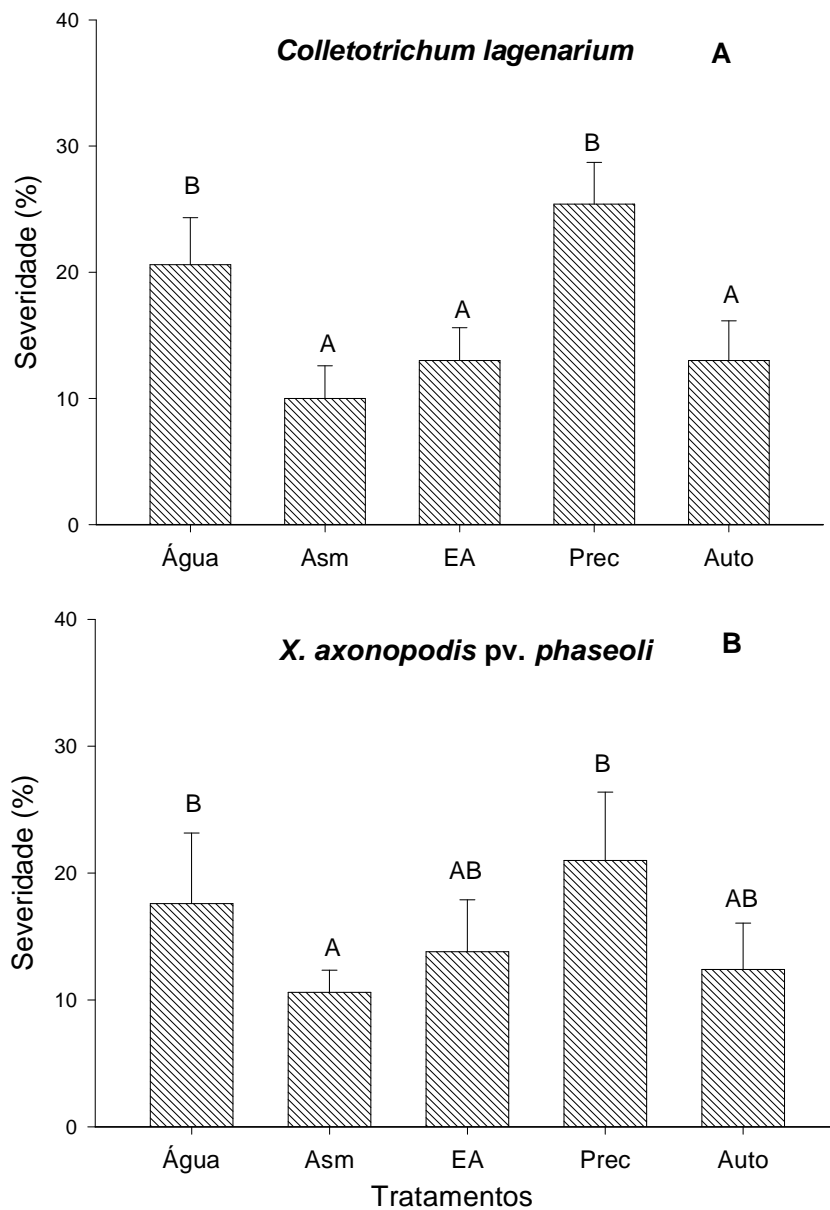 40
Colletotrichum lagenarium A
30
B
B
Severidade (%)
20
A
A
A
10
0
Água Asm EA Prec Auto
40
X. axonopodis pv. phaseoli B
30
B
B
Severidade (%)
20
AB
AB
A
10
0
Água Asm EA Prec Auto
Tratamentos